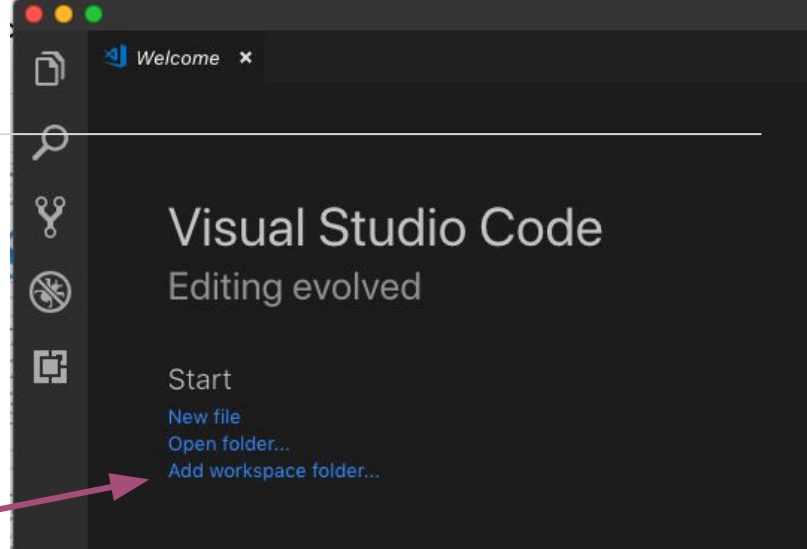 Welcome
Visual Studio Code
Editing evolved
Start
New file
Open folder...
Add workspace folder...